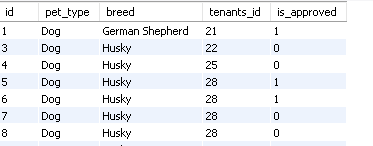 id pet_type breed tenants_id is_approved
1 Dog German Shepherd 21 1
3 Dog Husky 22 0
4 Dog Husky 25 0
5 Dog Husky 28 1
6 Dog Husky 28 1
7 Dog Husky 28 0
8 Dog Husky 28 0